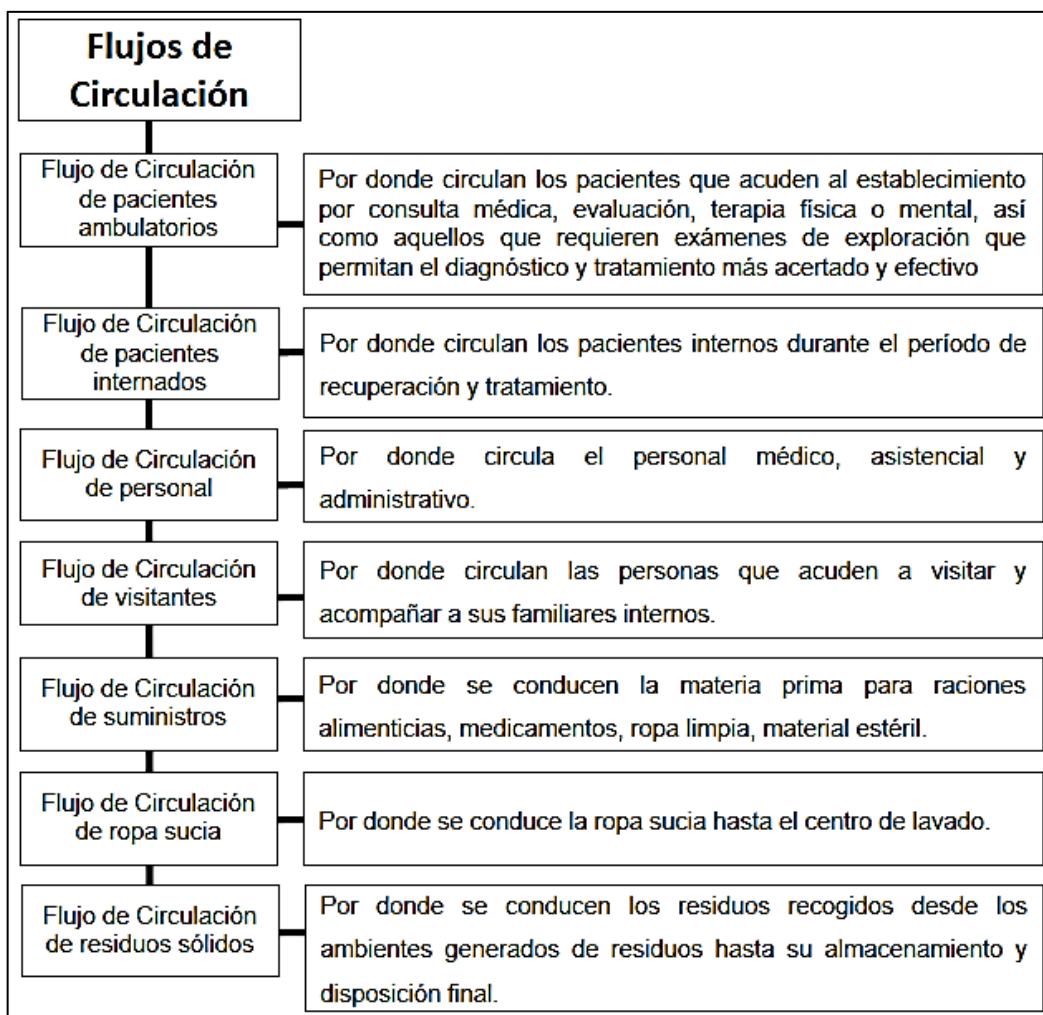 Flujos de
Circulación
Flujo de Circulación
de pacientes
ambulatorios
Por donde circulan los pacientes que acuden al establecimiento
por consulta médica, evaluación, terapia física o mental, así
como aquellos que requieren exámenes de exploración que
permitan el diagnóstico y tratamiento más acertado y efectivo
Flujo de Circulación
de pacientes
internados
Por donde circulan los pacientes internos durante el período de
recuperación y tratamiento.
Flujo de Circulación
de personal
Por donde circula el personal médico, asistencial y
administrativo.
Flujo de Circulación
de visitantes
Por donde circulan las personas que acuden a visitar y
acompañar a sus familiares internos.
Flujo de Circulación
de suministros
Por donde se conducen la materia prima para raciones
alimenticias, medicamentos, ropa limpia, material estéril.
Flujo de Circulación
de ropa sucia
Por donde se conduce la ropa sucia hasta el centro de lavado.
Flujo de Circulación
de residuos sólidos
Por donde se conducen los residuos recogidos desde los
ambientes generados de residuos hasta su almacenamiento y
disposición final.